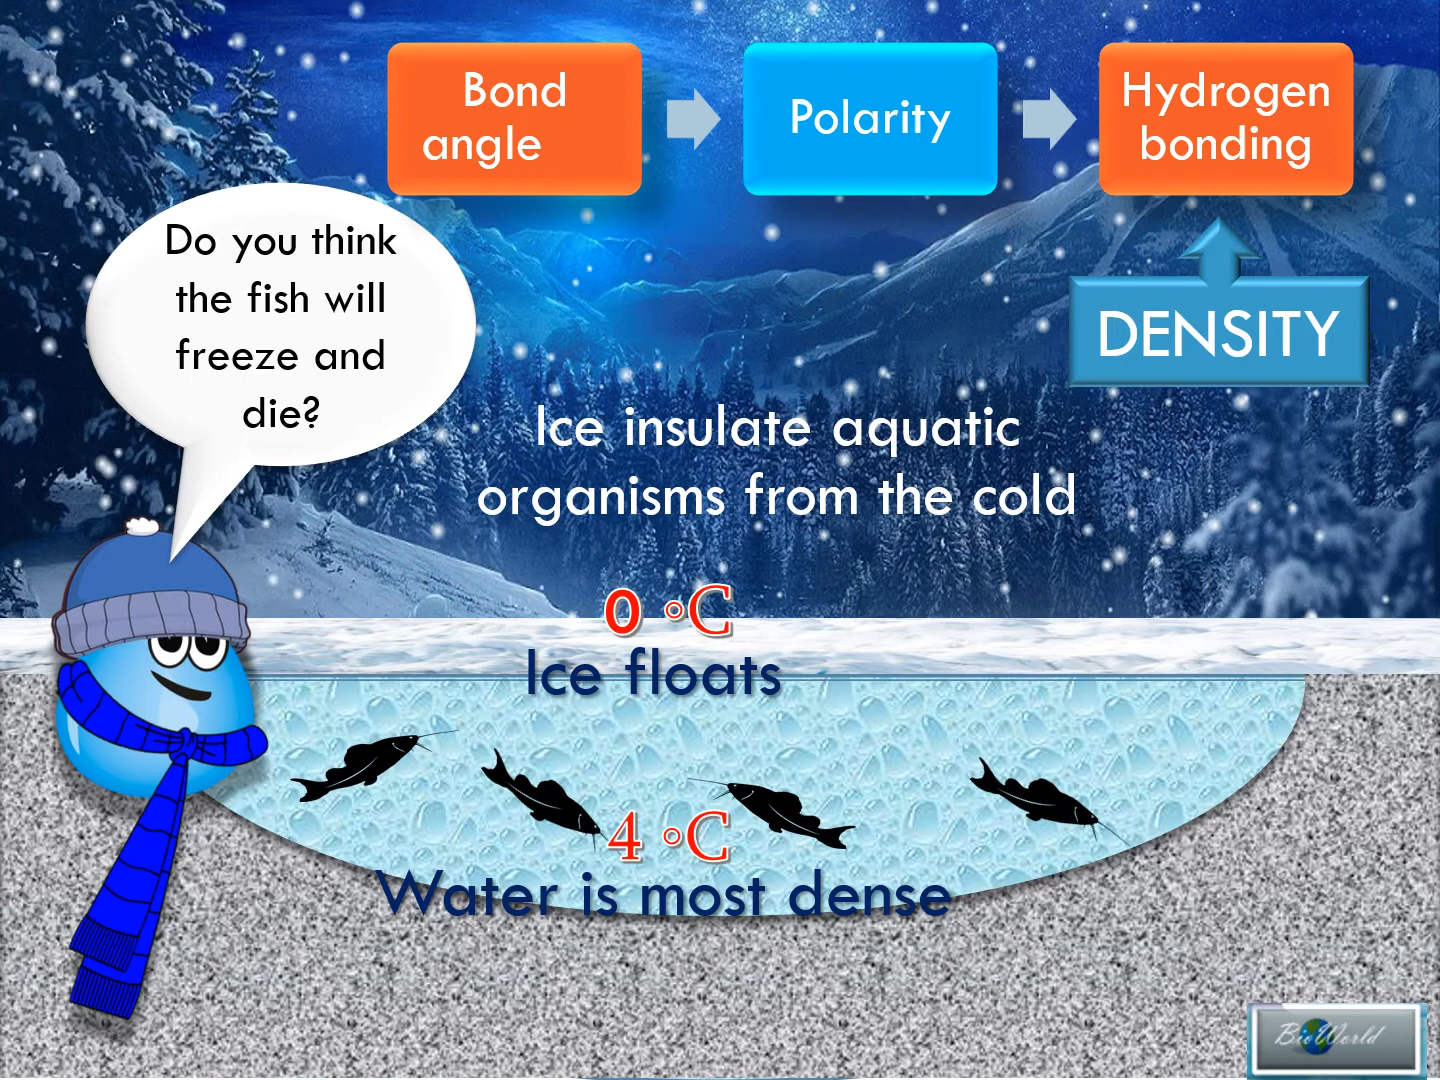 Bond
angle
Polarity
Hydrogen
bonding
Do you think
the fish will
freeze and
die?
DENSITY
Ice insulate aquatic
organisms from the cold
0 °C
Ice floats
4 °C
Water is most dense
BioWorld